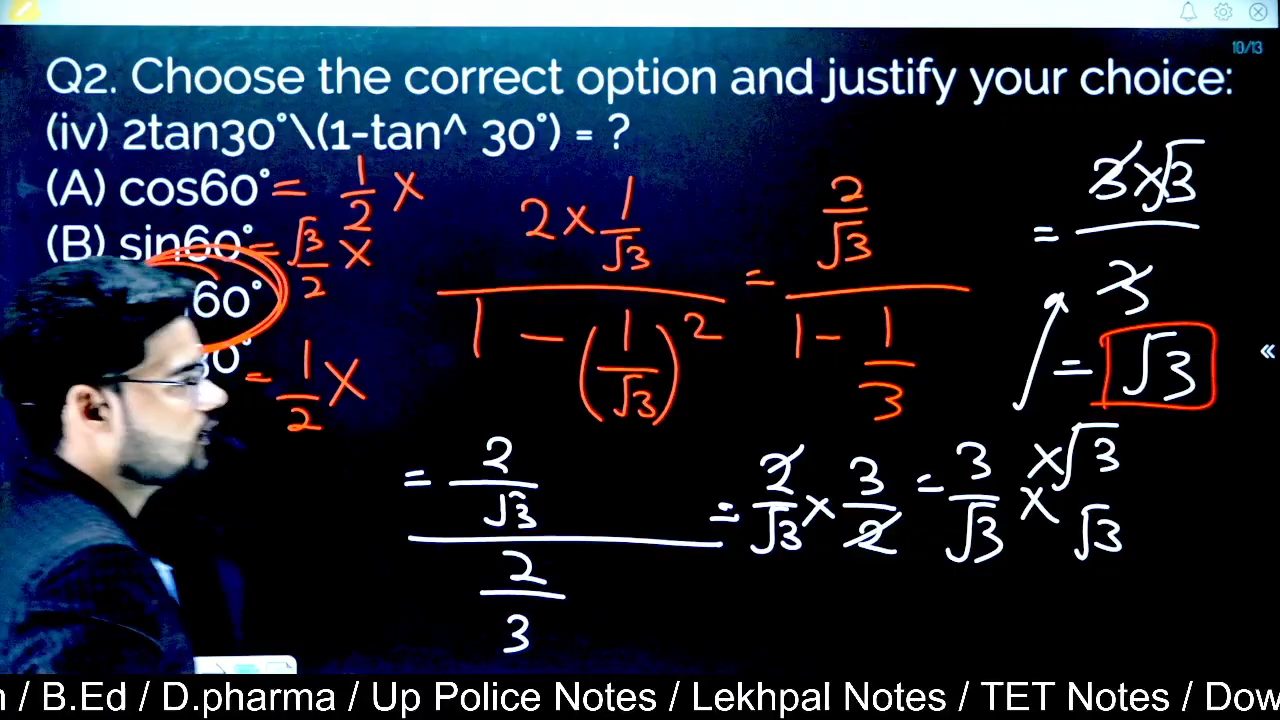 10/13
Q2. Choose the correct option and justify your choice:
(iv) 2tan30°\(1-tan^ 30°) = ?
(A) cos60° = 1/2 ×
(B) sin60° = √3/2 ×
60°
0° = 1/2 ×
2 × 1/√3 / 1 - (1/√3)² = 2/√3 / 1 - 1/3
= 2/√3 / 2/3 = 2/√3 × 3/2 = 3/√3 × √3 × √3
= 3×√3 / 3
= √3
/ B.Ed / D.pharma / Up Police Notes / Lekhpal Notes / TET Notes /